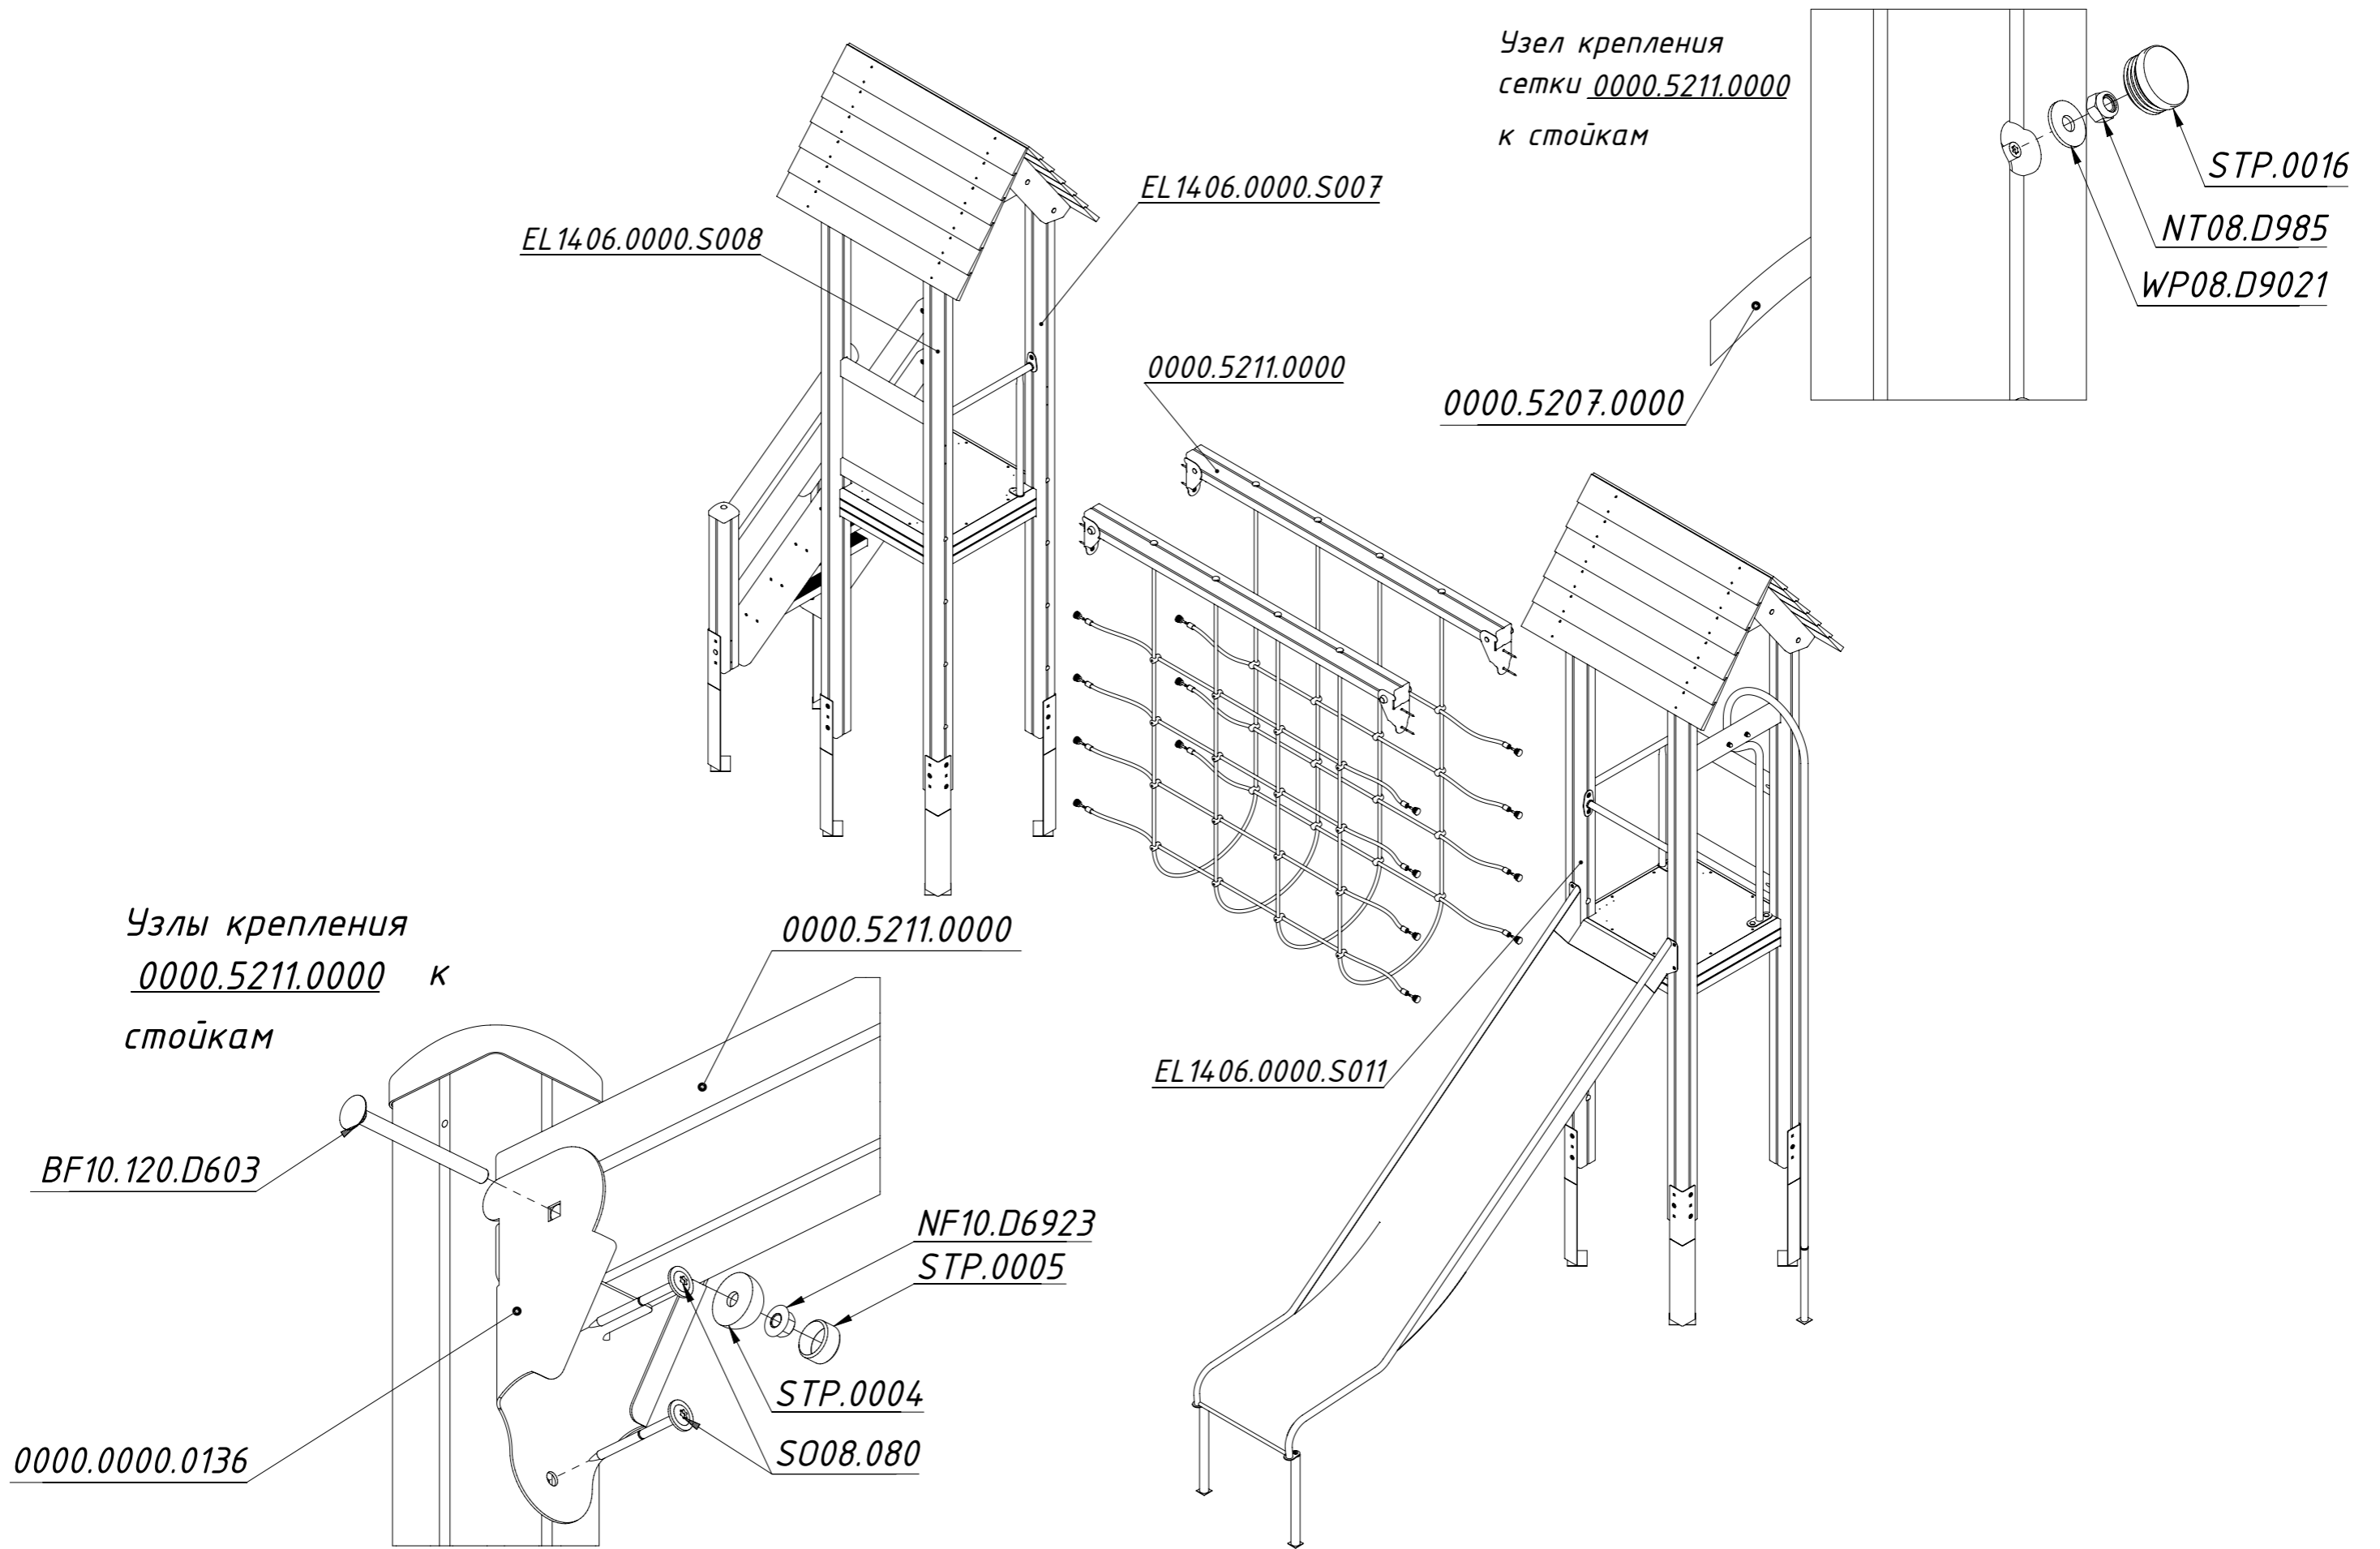 Узел крепления
сетки 0000.5211.0000
к стойкам
STP.0016
NT08.D985
WP08.D9021
0000.5207.0000
EL1406.0000.S007
EL1406.0000.S008
0000.5211.0000
EL1406.0000.S011
Узлы крепления
0000.5211.0000 к
стойкам
0000.5211.0000
BF10.120.D603
NF10.D6923
STP.0005
STP.0004
SO08.080
0000.0000.0136